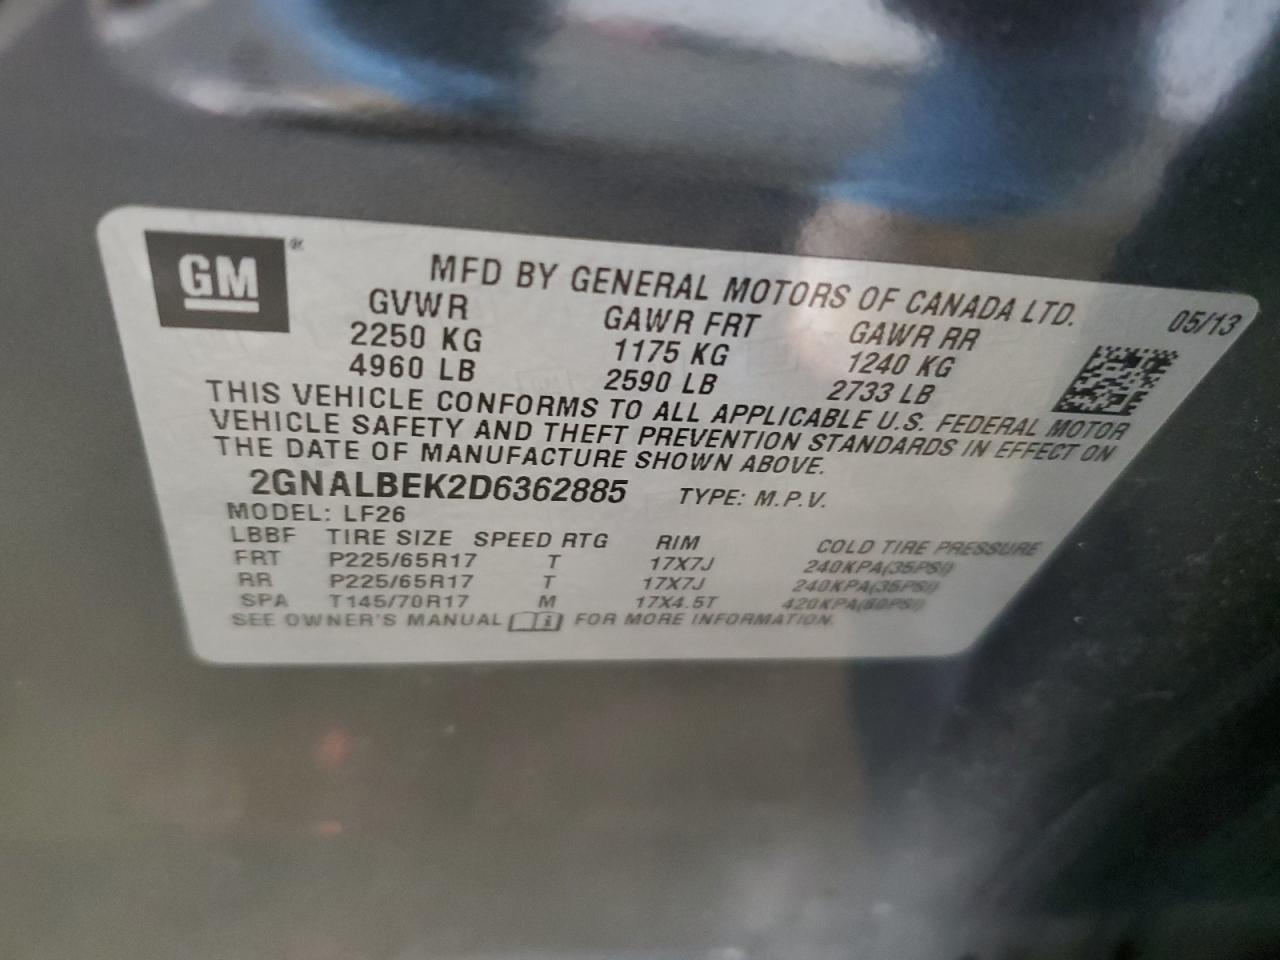 GM®
MFD BY GENERAL MOTORS OF CANADA LTD.
GVWR GAWR FRT GAWR RR 05/13
2250 KG 1175 KG 1240 KG
4960 LB 2590 LB 2733 LB
THIS VEHICLE CONFORMS TO ALL APPLICABLE U.S. FEDERAL MOTOR
VEHICLE SAFETY AND THEFT PREVENTION STANDARDS IN EFFECT ON
THE DATE OF MANUFACTURE SHOWN ABOVE.
2GNALBEK2D6362885 TYPE: M.P.V.
MODEL: LF26
LBBF TIRE SIZE SPEED RTG RIM COLD TIRE PRESSURE
FRT P225/65R17 T 17X7J 240KPA(35PSI)
RR P225/65R17 T 17X7J 240KPA(35PSI)
SPA T145/70R17 M 17X4.5T 420KPA(60PSI)
SEE OWNER'S MANUAL FOR MORE INFORMATION.